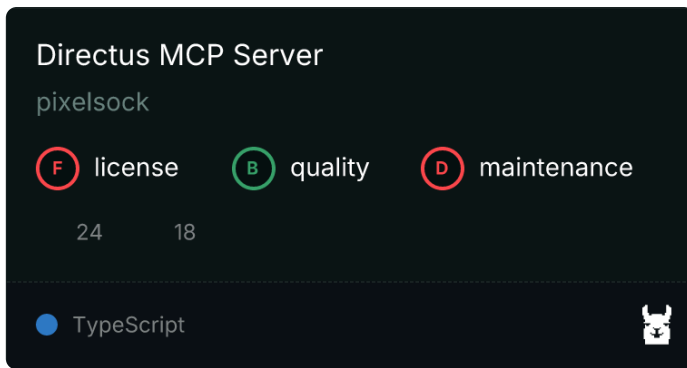 Directus MCP Server
pixelsock
F license B quality D maintenance
24 18
TypeScript